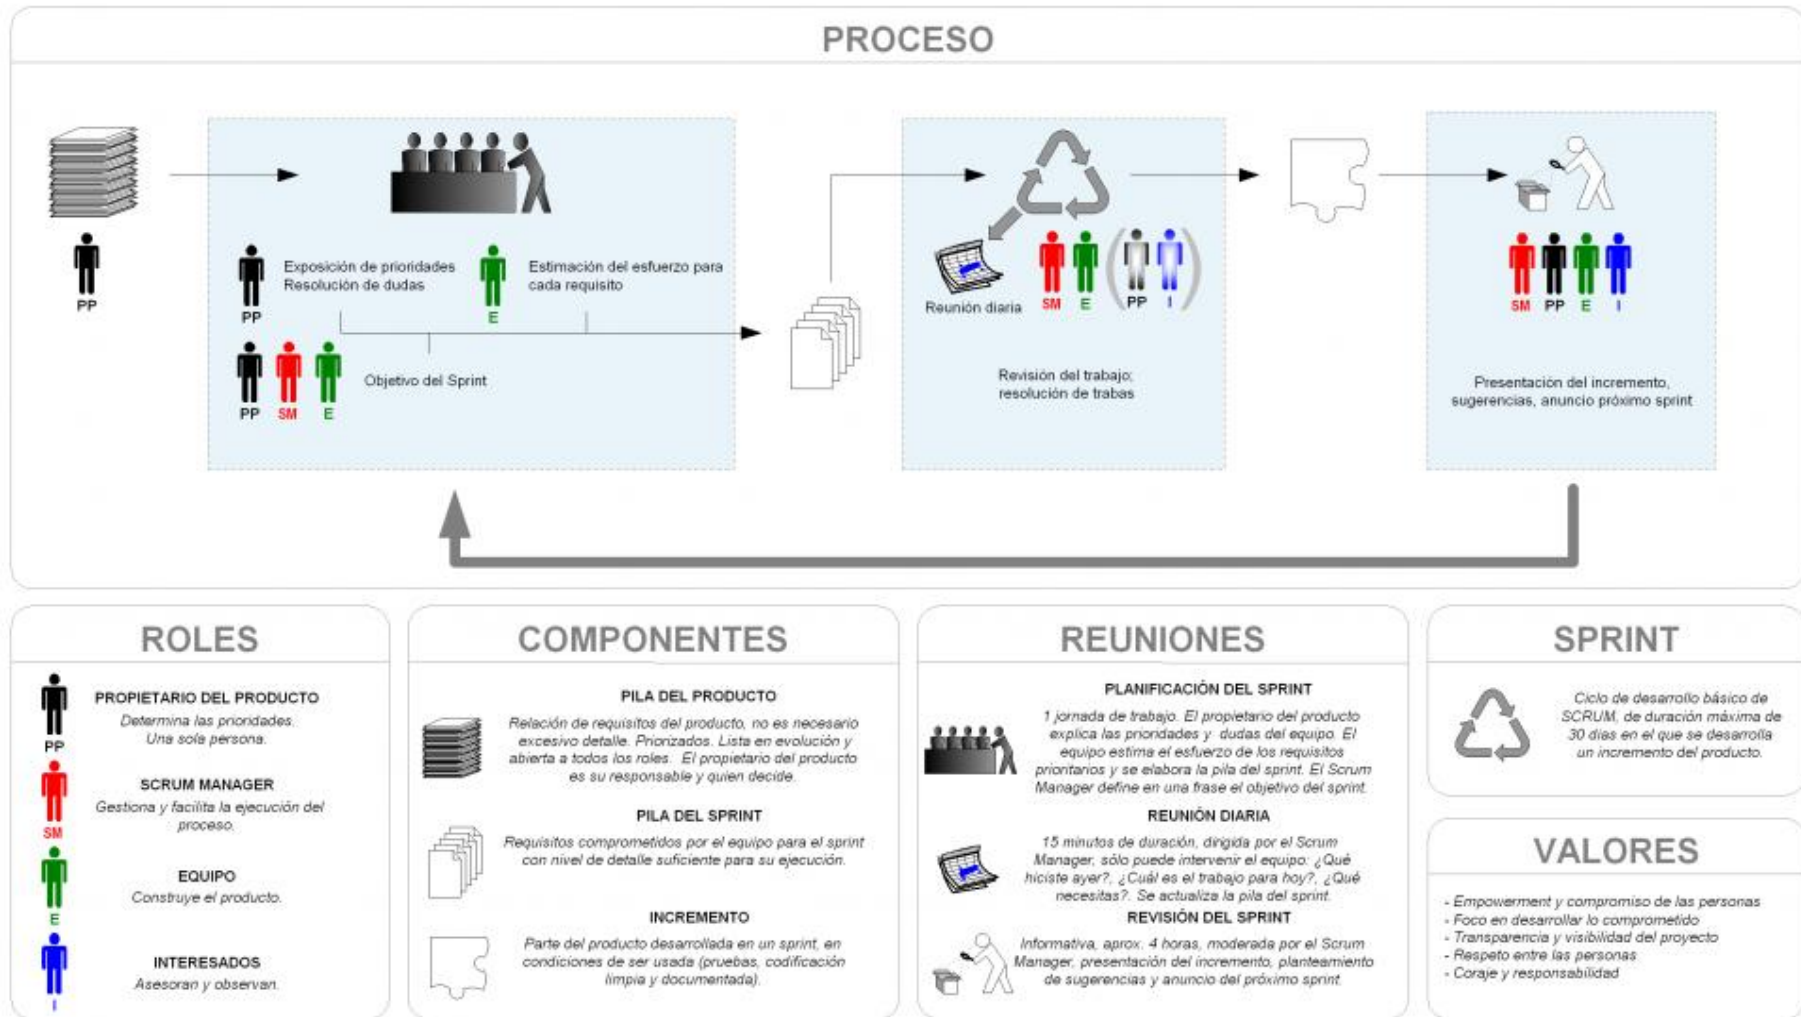 PROCESO
PP
PP
Exposición de prioridades
Resolución de dudas
E
Estimación del esfuerzo para
cada requisito
PP SM E
Objetivo del Sprint
Reunión diaria
SM E (PP I)
Revisión del trabajo;
resolución de trabas
SM PP E I
Presentación del incremento,
sugerencias, anuncio próximo sprint
ROLES
PP
PROPIETARIO DEL PRODUCTO
Determina las prioridades.
Una sola persona.
SM
SCRUM MANAGER
Gestiona y facilita la ejecución del
proceso.
E
EQUIPO
Construye el producto.
I
INTERESADOS
Asesoran y observan.
COMPONENTES
PILA DEL PRODUCTO
Relación de requisitos del producto, no es necesario
excesivo detalle. Priorizados. Lista en evolución y
abierta a todos los roles. El propietario del producto
es su responsable y quien decide.
PILA DEL SPRINT
Requisitos comprometidos por el equipo para el sprint
con nivel de detalle suficiente para su ejecución.
INCREMENTO
Parte del producto desarrollada en un sprint, en
condiciones de ser usada (pruebas, codificación
limpia y documentada).
REUNIONES
PLANIFICACIÓN DEL SPRINT
1 jornada de trabajo. El propietario del producto
explica las prioridades y dudas del equipo. El
equipo estima el esfuerzo de los requisitos
prioritarios y se elabora la pila del sprint. El Scrum
Manager define en una frase el objetivo del sprint.
REUNIÓN DIARIA
15 minutos de duración, dirigida por el Scrum
Manager, sólo puede intervenir el equipo: ¿Qué
hiciste ayer?, ¿Cuál es el trabajo para hoy?, ¿Qué
necesitas?. Se actualiza la pila del sprint.
REVISIÓN DEL SPRINT
Informativa, aprox. 4 horas, moderada por el Scrum
Manager, presentación del incremento, planteamiento
de sugerencias y anuncio del próximo sprint.
SPRINT
Ciclo de desarrollo básico de
SCRUM, de duración máxima de
30 dias en el que se desarrolla
un incremento del producto.
VALORES
- Empowerment y compromiso de las personas
- Foco en desarrollar lo comprometido
- Transparencia y visibilidad del proyecto
- Respeto entre las personas
- Coraje y responsabilidad